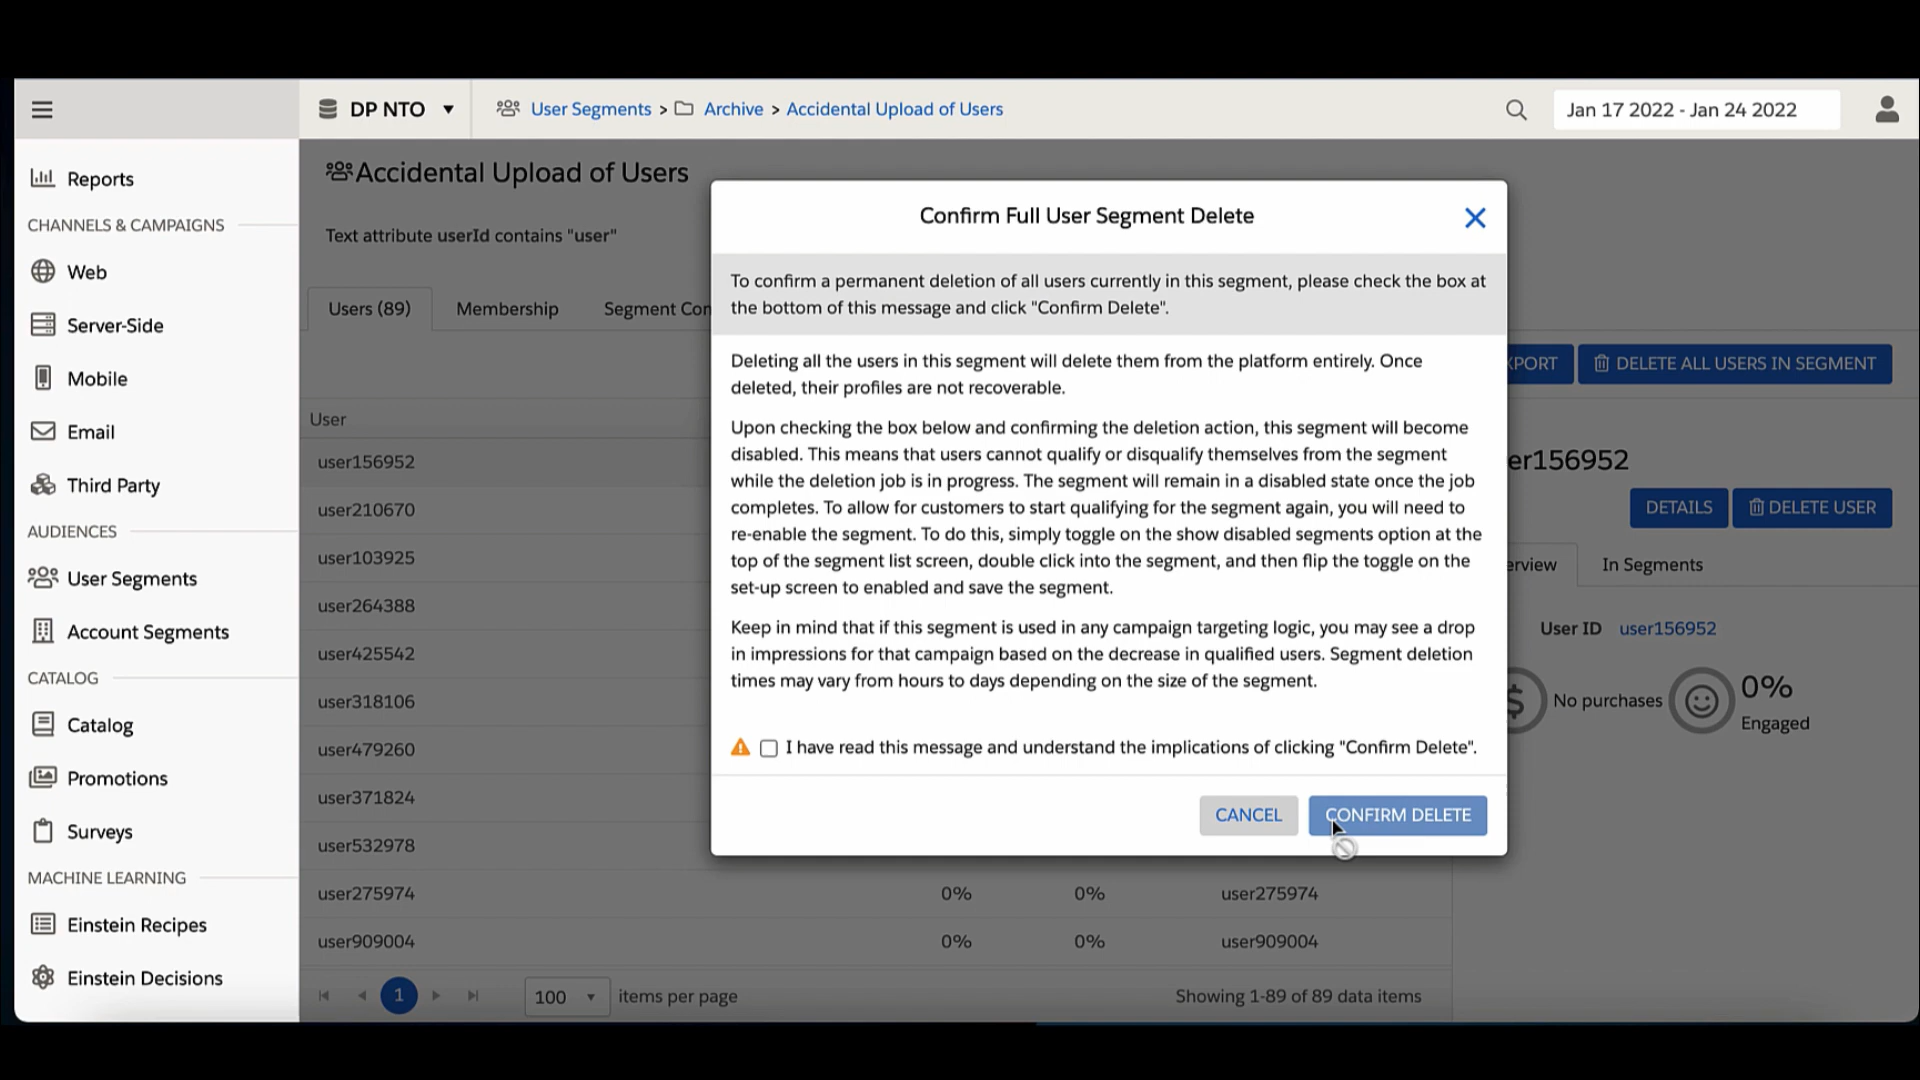 DP NTO
User Segments > Archive > Accidental Upload of Users
Jan 17 2022 - Jan 24 2022
Reports
CHANNELS & CAMPAIGNS
Web
Server-Side
Mobile
Email
Third Party
AUDIENCES
User Segments
Account Segments
CATALOG
Catalog
Promotions
Surveys
MACHINE LEARNING
Einstein Recipes
Einstein Decisions
Accidental Upload of Users
Text attribute userId contains "user"
Users (89)
Membership
Segment Con
PORT
DELETE ALL USERS IN SEGMENT
User
user156952
user210670
user103925
user264388
user425542
user318106
user479260
user371824
user532978
user275974 0% 0% user275974
user909004 0% 0% user909004
1
100 items per page
Showing 1-89 of 89 data items
er156952
DETAILS
DELETE USER
erview
In Segments
User ID user156952
$ No purchases
0%
Engaged
Confirm Full User Segment Delete
To confirm a permanent deletion of all users currently in this segment, please check the box at
the bottom of this message and click "Confirm Delete".
Deleting all the users in this segment will delete them from the platform entirely. Once
deleted, their profiles are not recoverable.
Upon checking the box below and confirming the deletion action, this segment will become
disabled. This means that users cannot qualify or disqualify themselves from the segment
while the deletion job is in progress. The segment will remain in a disabled state once the job
completes. To allow for customers to start qualifying for the segment again, you will need to
re-enable the segment. To do this, simply toggle on the show disabled segments option at the
top of the segment list screen, double click into the segment, and then flip the toggle on the
set-up screen to enabled and save the segment.
Keep in mind that if this segment is used in any campaign targeting logic, you may see a drop
in impressions for that campaign based on the decrease in qualified users. Segment deletion
times may vary from hours to days depending on the size of the segment.
I have read this message and understand the implications of clicking "Confirm Delete".
CANCEL
CONFIRM DELETE